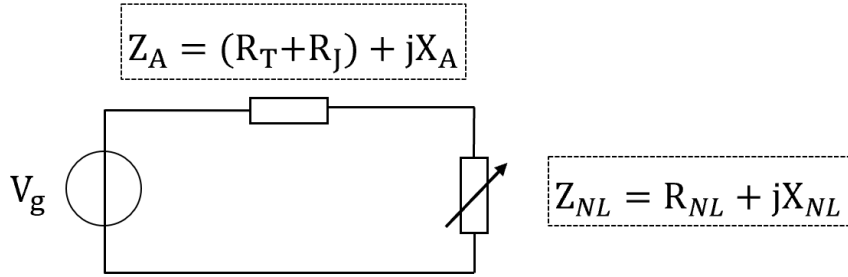 Z_A = (R_T+R_J) + jX_A
V_g
Z_NL = R_NL + jX_NL